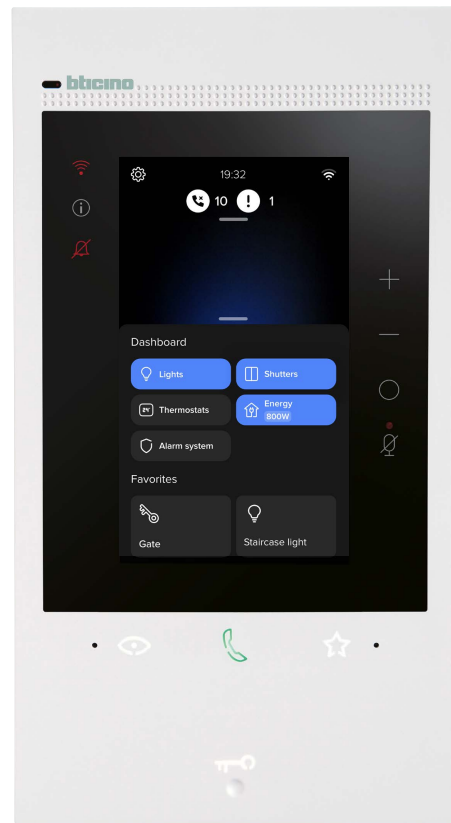 bticino
19:32
10 1
Dashboard
Lights
Shutters
Thermostats
Energy
800W
Alarm system
Favorites
Gate
Staircase light